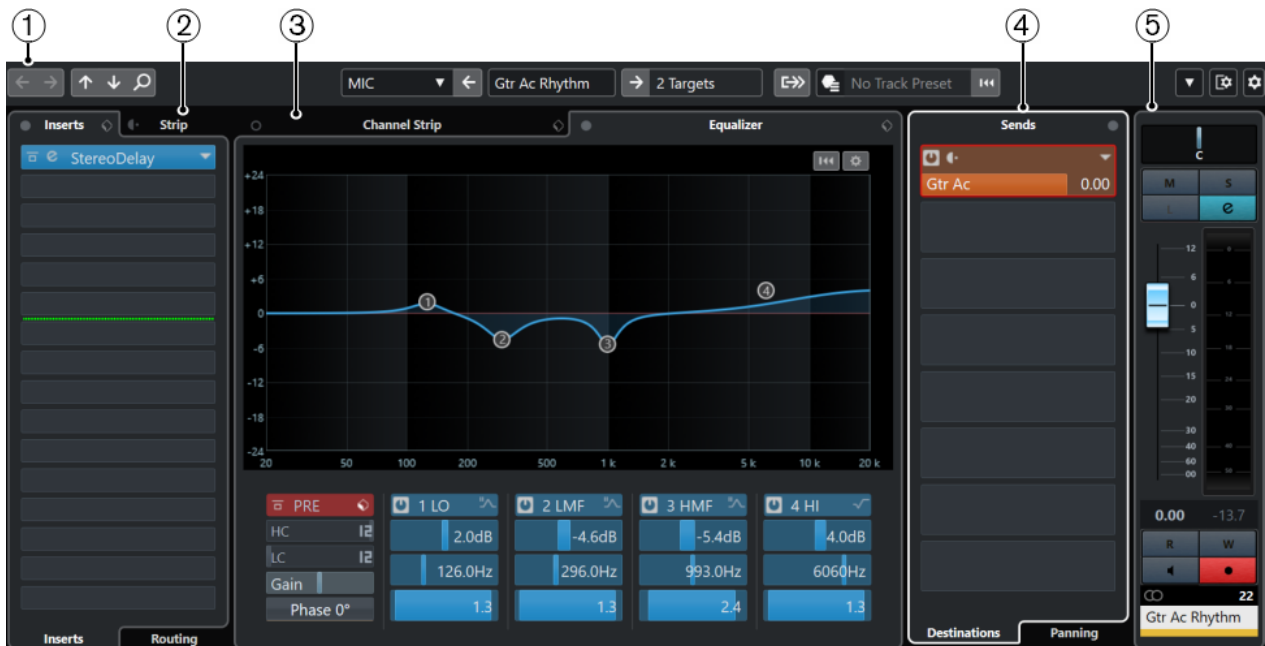 1 2 3 4 5
MIC Gtr Ac Rhythm 2 Targets No Track Preset
Inserts Strip Channel Strip Equalizer Sends
StereoDelay
+24
+18
+12
+6
0
-6
-12
-18
-24
1 2 3 4
20 50 100 200 500 1 k 2 k 5 k 10 k 20 k
PRE
HC 12
LC 12
Gain
Phase 0°
1 LO
2.0dB
126.0Hz
1.3
2 LMF
-4.6dB
296.0Hz
1.3
3 HMF
-5.4dB
993.0Hz
2.4
4 HI
4.0dB
6060Hz
1.3
Inserts Routing
Gtr Ac 0.00
Destinations Panning
C
M S
L e
12
6
0
5
10
15
20
30
40
60
00
0.00 -13.7
R W
22
Gtr Ac Rhythm